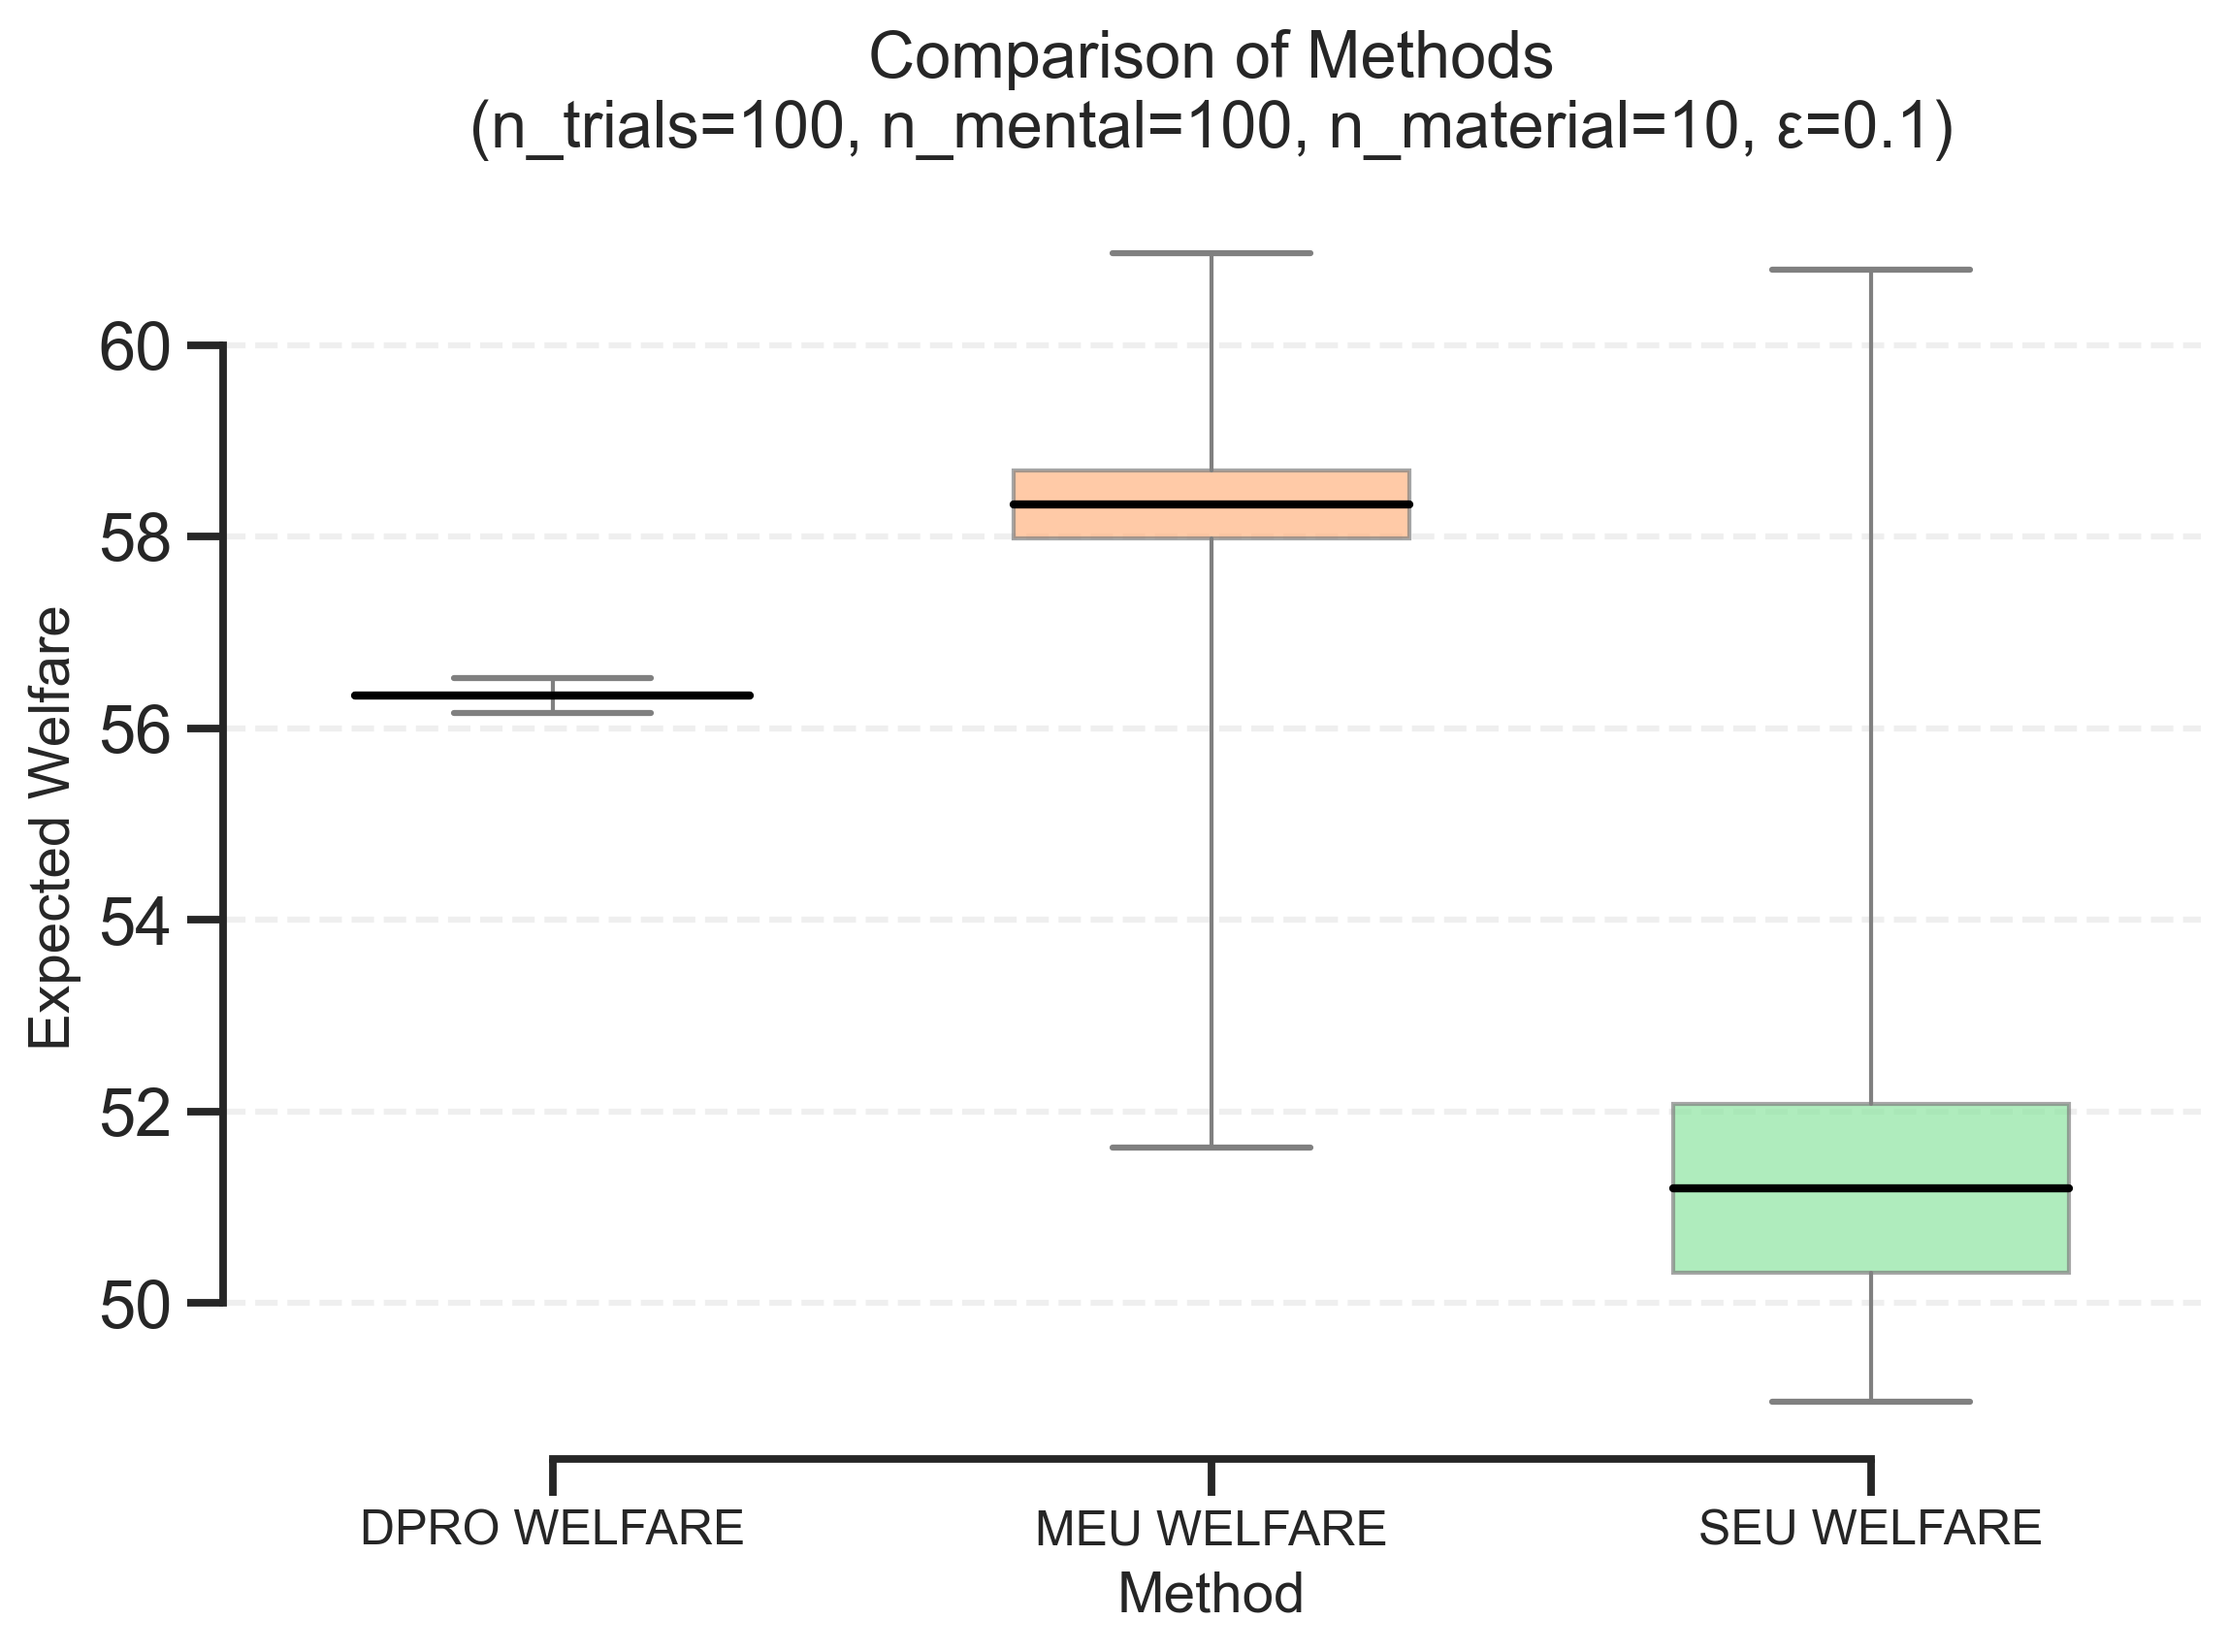 Comparison of Methods
(n_trials=100, n_mental=100, n_material=10, ε=0.1)
Expected Welfare
60
58
56
54
52
50
DPRO WELFARE
MEU WELFARE
SEU WELFARE
Method